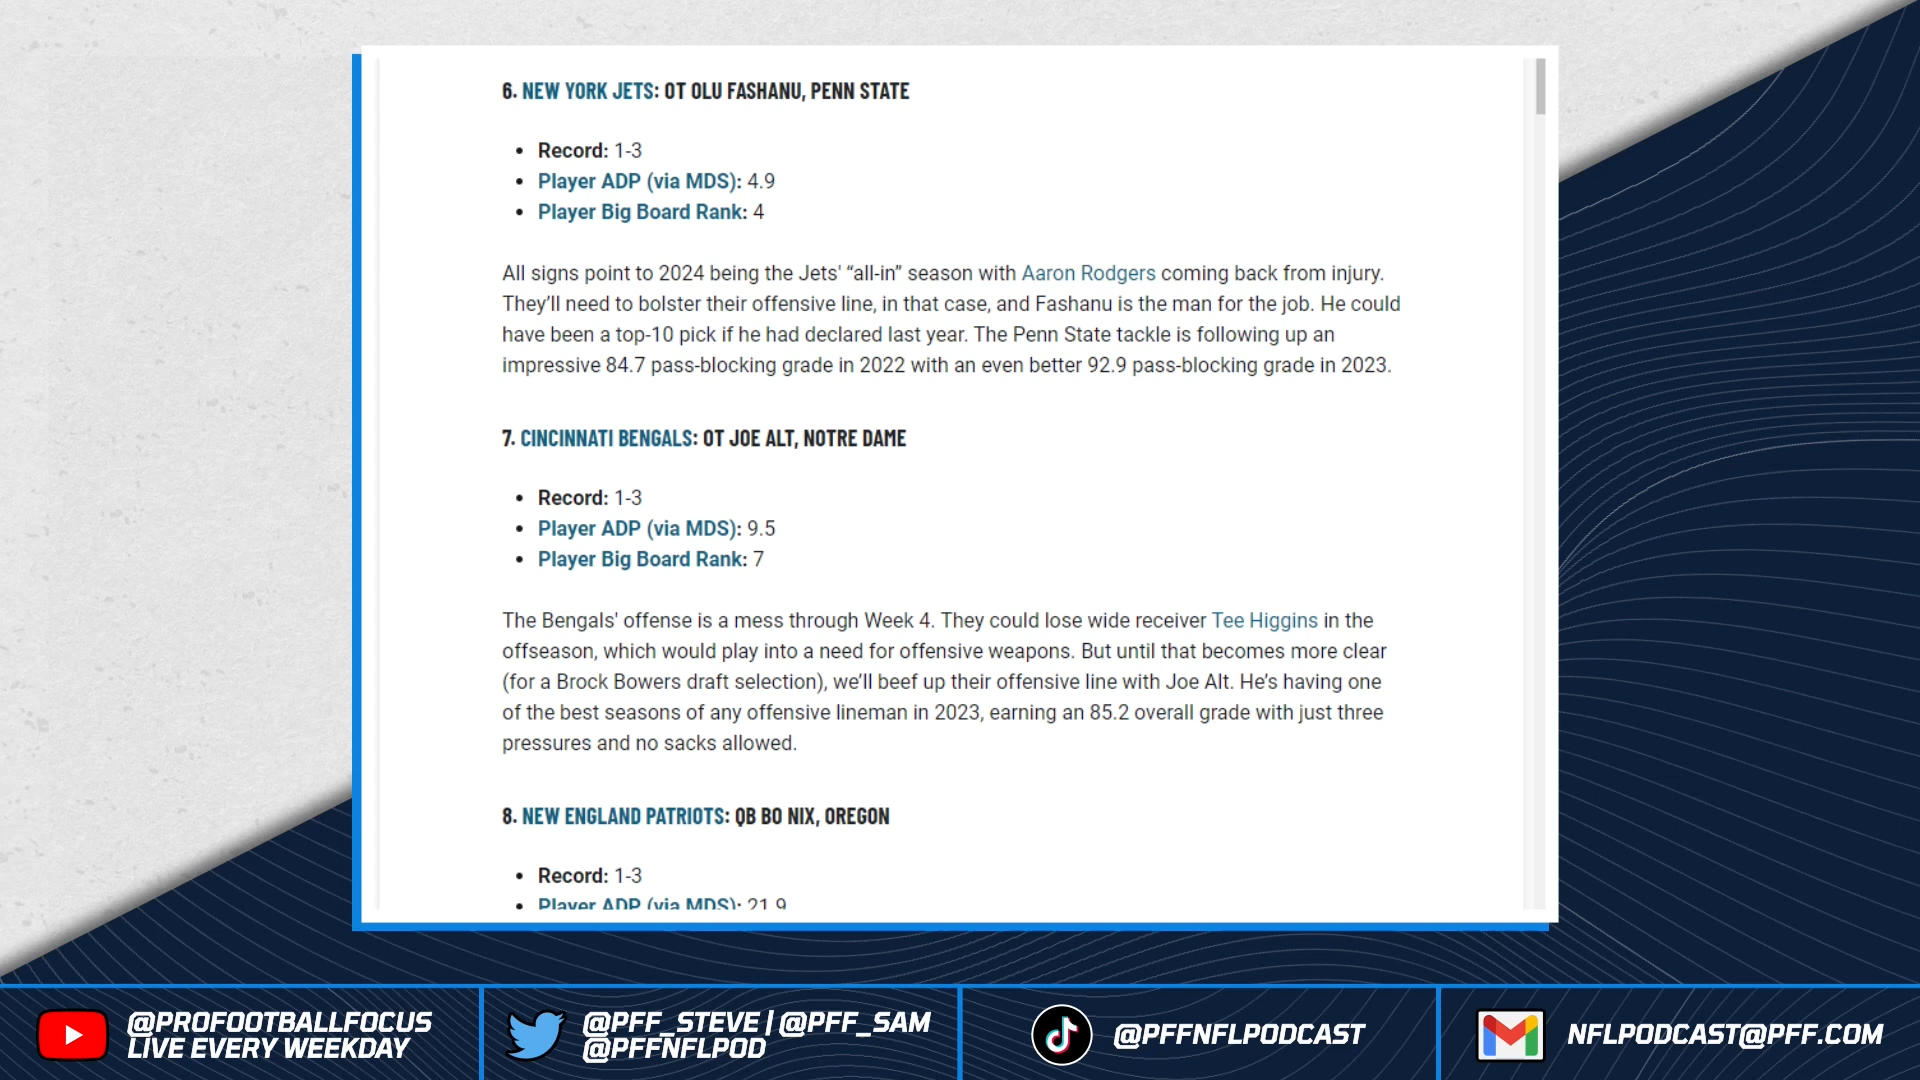 6. NEW YORK JETS: OT OLU FASHANU, PENN STATE
• Record: 1-3
• Player ADP (via MDS): 4.9
• Player Big Board Rank: 4
All signs point to 2024 being the Jets' “all-in” season with Aaron Rodgers coming back from injury.
They’ll need to bolster their offensive line, in that case, and Fashanu is the man for the job. He could
have been a top-10 pick if he had declared last year. The Penn State tackle is following up an
impressive 84.7 pass-blocking grade in 2022 with an even better 92.9 pass-blocking grade in 2023.
7. CINCINNATI BENGALS: OT JOE ALT, NOTRE DAME
• Record: 1-3
• Player ADP (via MDS): 9.5
• Player Big Board Rank: 7
The Bengals' offense is a mess through Week 4. They could lose wide receiver Tee Higgins in the
offseason, which would play into a need for offensive weapons. But until that becomes more clear
(for a Brock Bowers draft selection), we’ll beef up their offensive line with Joe Alt. He’s having one
of the best seasons of any offensive lineman in 2023, earning an 85.2 overall grade with just three
pressures and no sacks allowed.
8. NEW ENGLAND PATRIOTS: QB BO NIX, OREGON
• Record: 1-3
• Player ADP (via MDS): 21.9
@PROFOOTBALLFOCUS
LIVE EVERY WEEKDAY
@PFF_STEVE | @PFF_SAM
@PFFNFLPOD
@PFFNFLPODCAST
NFLPODCAST@PFF.COM